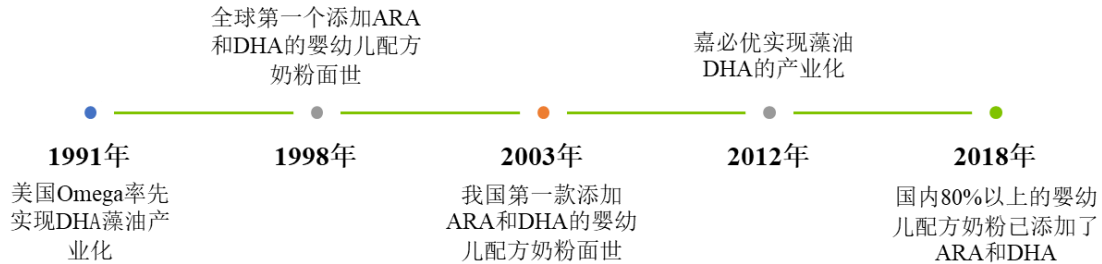 全球第一个添加ARA
和DHA的婴幼儿配方
奶粉面世
嘉必优实现藻油
DHA的产业化
1991年
1998年
2003年
2012年
2018年
美国Omega率先
实现DHA藻油产
业化
我国第一款添加
ARA和DHA的婴幼
儿配方奶粉面世
国内80%以上的婴幼
儿配方奶粉已添加了
ARA和DHA